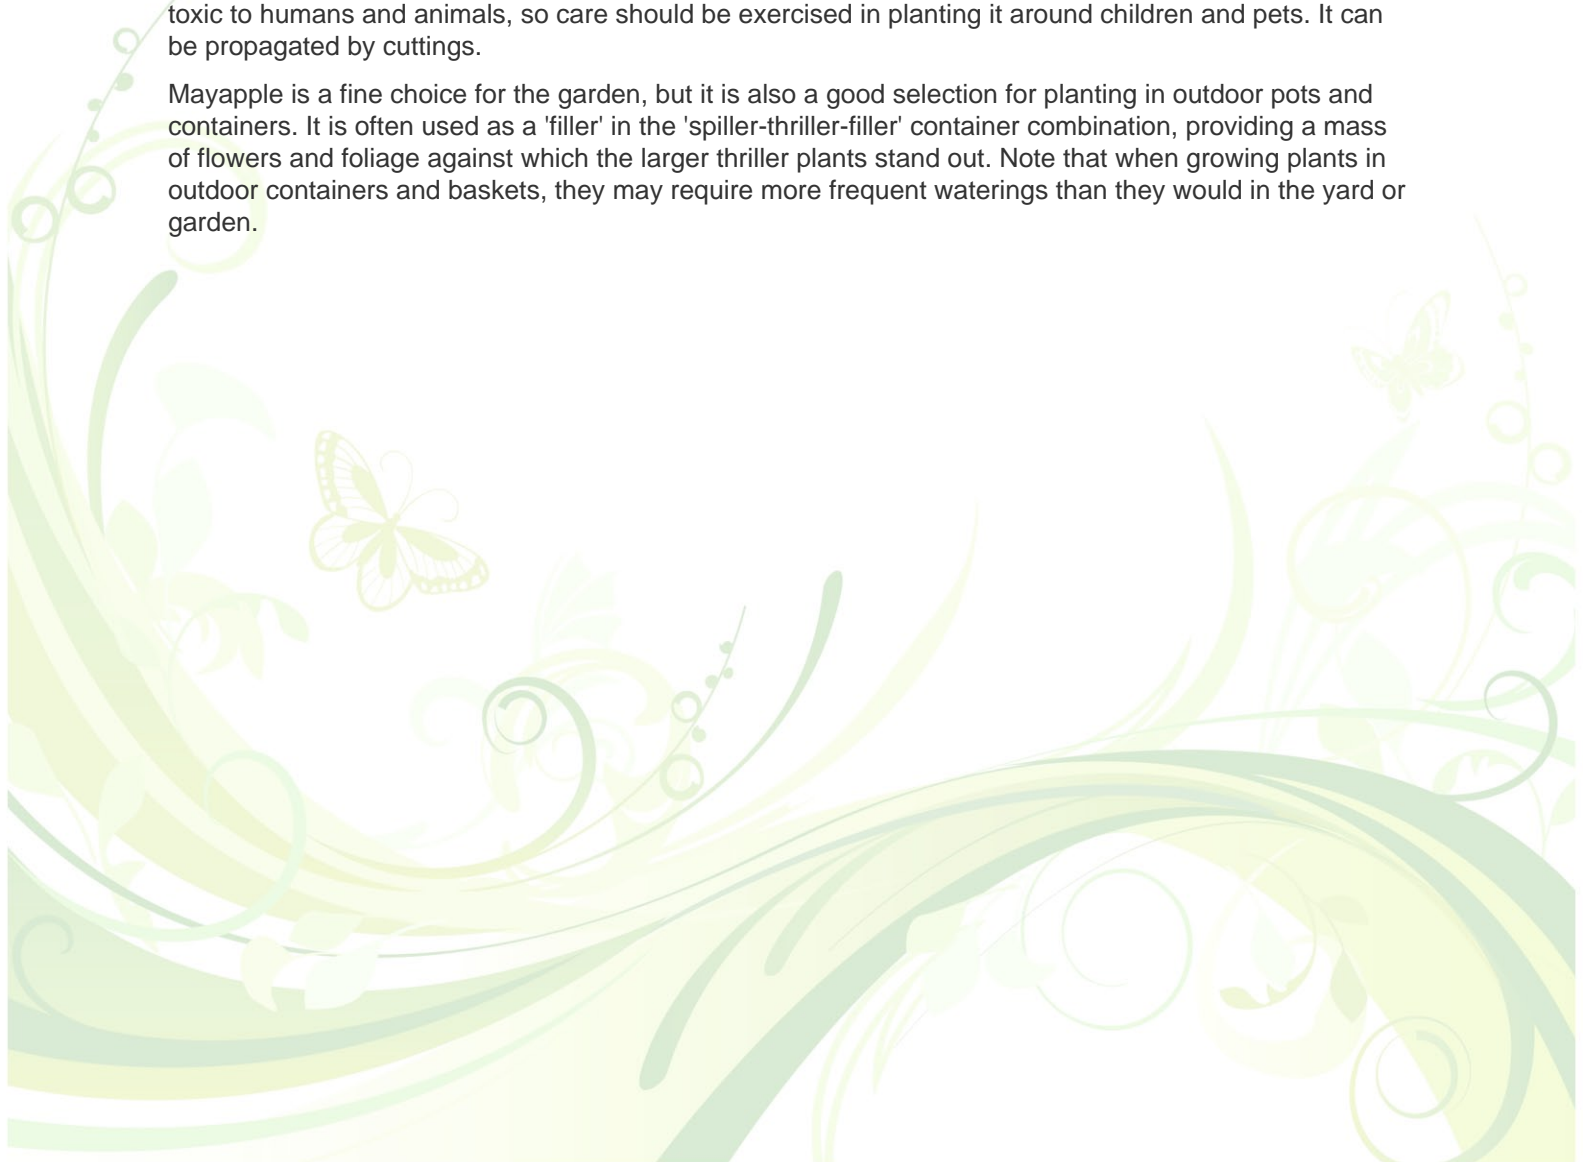 toxic to humans and animals, so care should be exercised in planting it around children and pets. It can
be propagated by cuttings.
Mayapple is a fine choice for the garden, but it is also a good selection for planting in outdoor pots and
containers. It is often used as a 'filler' in the 'spiller-thriller-filler' container combination, providing a mass
of flowers and foliage against which the larger thriller plants stand out. Note that when growing plants in
outdoor containers and baskets, they may require more frequent waterings than they would in the yard or
garden.